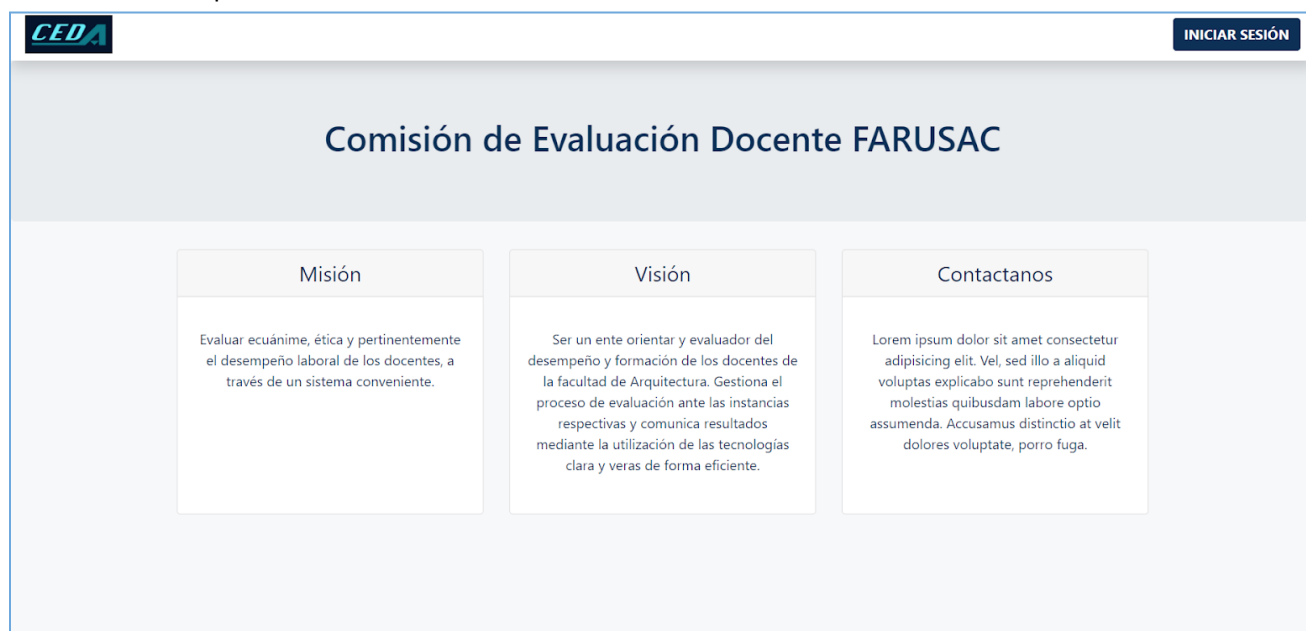 CEDA
INICIAR SESIÓN
Comisión de Evaluación Docente FARUSAC
Misión
Evaluar ecuánime, ética y pertinentemente
el desempeño laboral de los docentes, a
través de un sistema conveniente.
Visión
Ser un ente orientar y evaluador del
desempeño y formación de los docentes de
la facultad de Arquitectura. Gestiona el
proceso de evaluación ante las instancias
respectivas y comunica resultados
mediante la utilización de las tecnologías
clara y veras de forma eficiente.
Contactanos
Lorem ipsum dolor sit amet consectetur
adipisicing elit. Vel, sed illo a aliquid
voluptas explicabo sunt reprehenderit
molestias quibusdam labore optio
assumenda. Accusamus distinctio at velit
dolores voluptate, porro fuga.